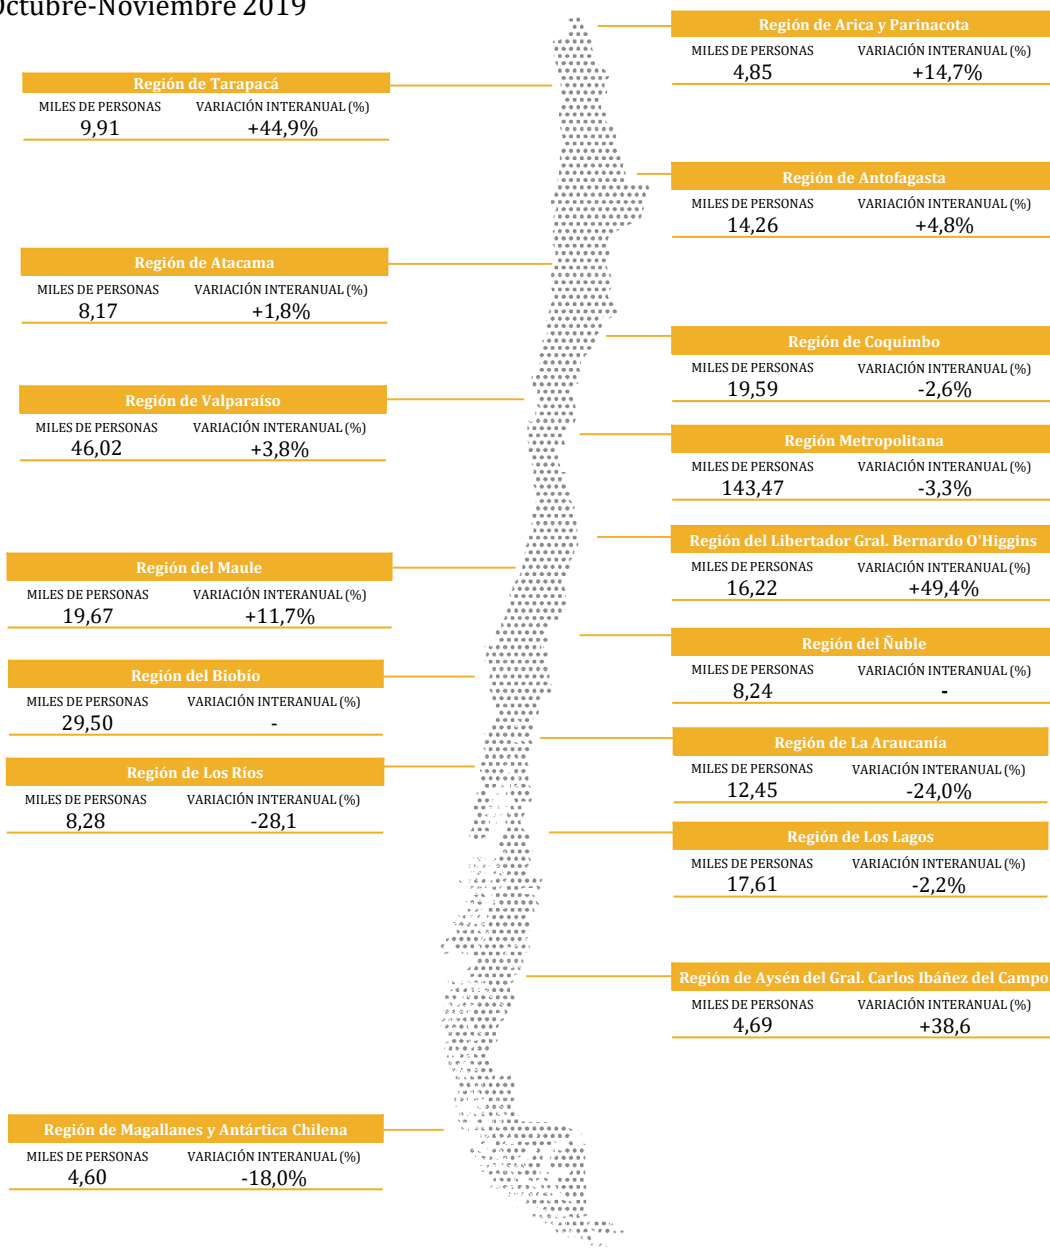 Octubre-Noviembre 2019
Región de Arica y Parinacota
MILES DE PERSONAS VARIACIÓN INTERANUAL (%)
4,85 +14,7%
Región de Tarapacá
MILES DE PERSONAS VARIACIÓN INTERANUAL (%)
9,91 +44,9%
Región de Antofagasta
MILES DE PERSONAS VARIACIÓN INTERANUAL (%)
14,26 +4,8%
Región de Atacama
MILES DE PERSONAS VARIACIÓN INTERANUAL (%)
8,17 +1,8%
Región de Coquimbo
MILES DE PERSONAS VARIACIÓN INTERANUAL (%)
19,59 -2,6%
Región de Valparaíso
MILES DE PERSONAS VARIACIÓN INTERANUAL (%)
46,02 +3,8%
Región Metropolitana
MILES DE PERSONAS VARIACIÓN INTERANUAL (%)
143,47 -3,3%
Región del Libertador Gral. Bernardo O'Higgins
MILES DE PERSONAS VARIACIÓN INTERANUAL (%)
16,22 +49,4%
Región del Maule
MILES DE PERSONAS VARIACIÓN INTERANUAL (%)
19,67 +11,7%
Región del Ñuble
MILES DE PERSONAS VARIACIÓN INTERANUAL (%)
8,24 -
Región del Biobío
MILES DE PERSONAS VARIACIÓN INTERANUAL (%)
29,50 -
Región de La Araucanía
MILES DE PERSONAS VARIACIÓN INTERANUAL (%)
12,45 -24,0%
Región de Los Ríos
MILES DE PERSONAS VARIACIÓN INTERANUAL (%)
8,28 -28,1
Región de Los Lagos
MILES DE PERSONAS VARIACIÓN INTERANUAL (%)
17,61 -2,2%
Región de Aysén del Gral. Carlos Ibáñez del Campo
MILES DE PERSONAS VARIACIÓN INTERANUAL (%)
4,69 +38,6
Región de Magallanes y Antártica Chilena
MILES DE PERSONAS VARIACIÓN INTERANUAL (%)
4,60 -18,0%